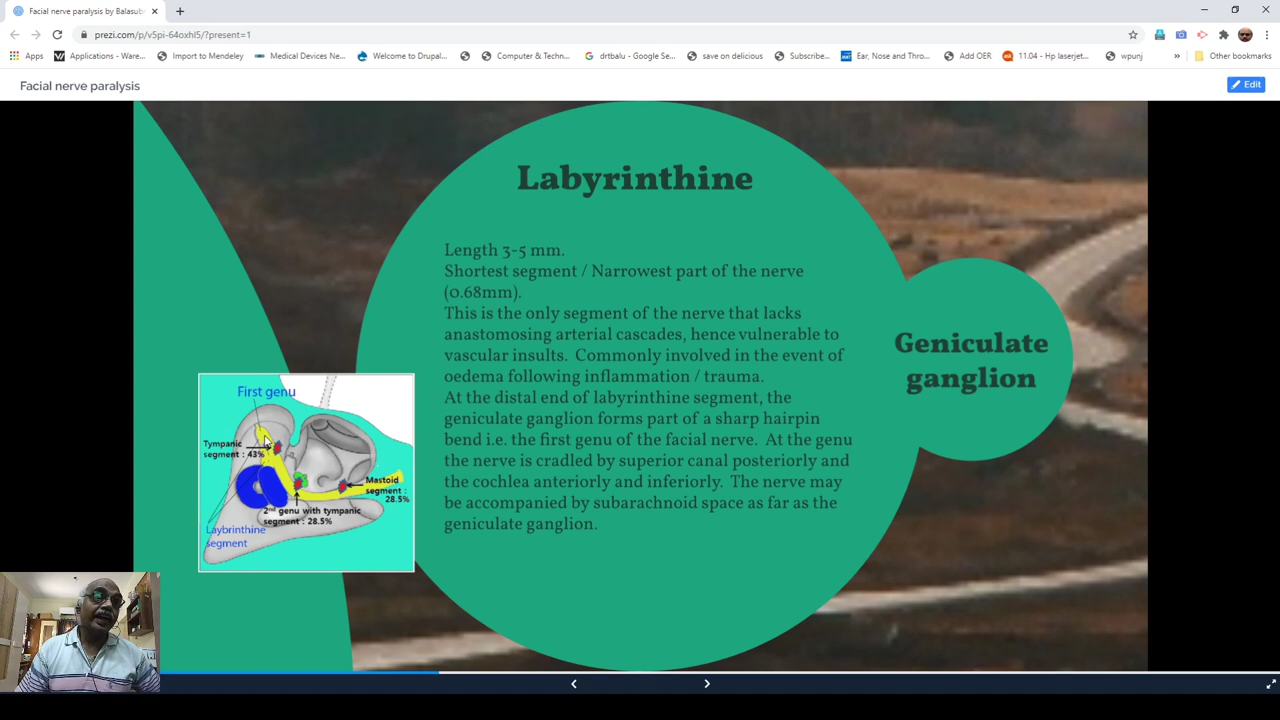 Facial nerve paralysis by Balasub
prezi.com/p/v5pi-64oxhl5/?present=1
Apps
Applications - Ware...
Import to Mendeley
Medical Devices Ne...
Welcome to Drupal...
Computer & Techn...
drtbalu - Google Se...
save on delicious
Subscribe...
Ear, Nose and Thro...
Add OER
11.04 - Hp laserjet...
wpunj
»
Other bookmarks
Facial nerve paralysis
Edit
Labyrinthine
Length 3-5 mm.
Shortest segment / Narrowest part of the nerve
(0.68mm).
This is the only segment of the nerve that lacks
anastomosing arterial cascades, hence vulnerable to
vascular insults. Commonly involved in the event of
oedema following inflammation / trauma.
At the distal end of labyrinthine segment, the
geniculate ganglion forms part of a sharp hairpin
bend i.e. the first genu of the facial nerve. At the genu
the nerve is cradled by superior canal posteriorly and
the cochlea anteriorly and inferiorly. The nerve may
be accompanied by subarachnoid space as far as the
geniculate ganglion.
Geniculate
ganglion
First genu
Tympanic
segment : 43%
Mastoid
segment :
28.5%
2nd genu with tympanic
segment : 28.5%
Laybrinthine
segment